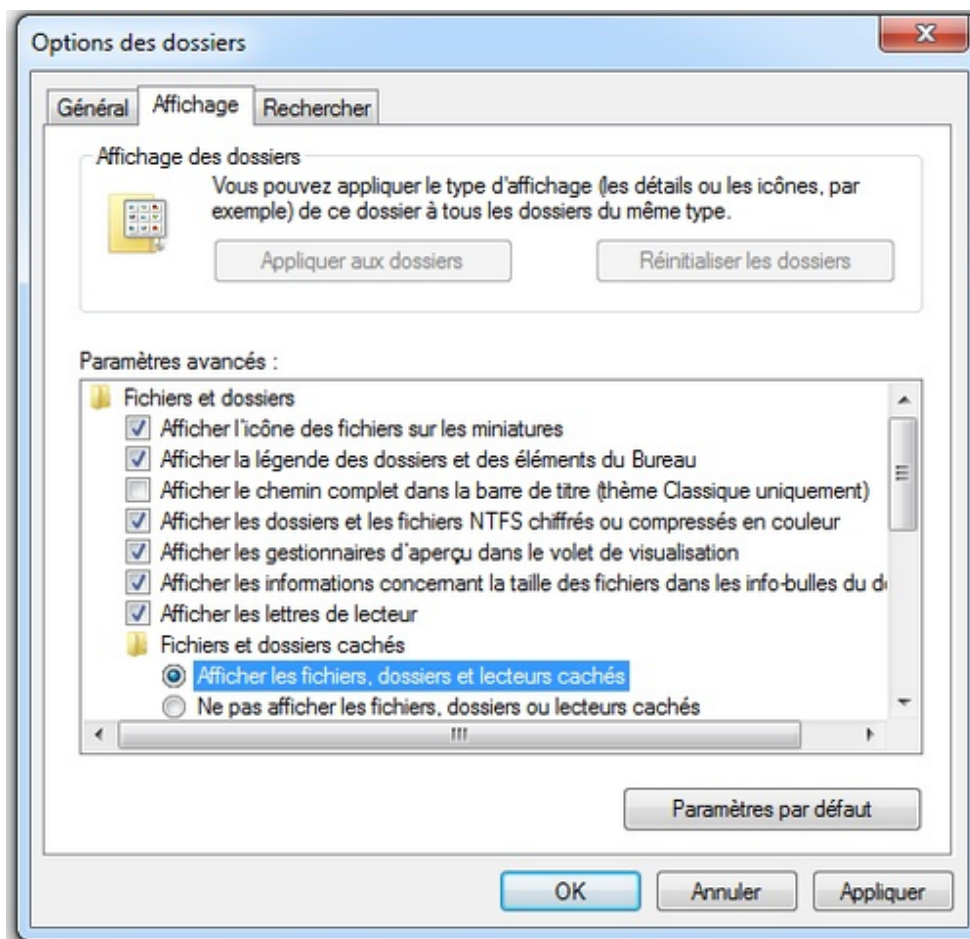 Options des dossiers
Général
Affichage
Rechercher
Affichage des dossiers
Vous pouvez appliquer le type d'affichage (les détails ou les icônes, par
exemple) de ce dossier à tous les dossiers du même type.
Appliquer aux dossiers
Réinitialiser les dossiers
Paramètres avancés :
Fichiers et dossiers
Afficher l'icône des fichiers sur les miniatures
Afficher la légende des dossiers et des éléments du Bureau
Afficher le chemin complet dans la barre de titre (thème Classique uniquement)
Afficher les dossiers et les fichiers NTFS chiffrés ou compressés en couleur
Afficher les gestionnaires d'aperçu dans le volet de visualisation
Afficher les informations concernant la taille des fichiers dans les info-bulles du d
Afficher les lettres de lecteur
Fichiers et dossiers cachés
Afficher les fichiers, dossiers et lecteurs cachés
Ne pas afficher les fichiers, dossiers ou lecteurs cachés
Paramètres par défaut
OK
Annuler
Appliquer